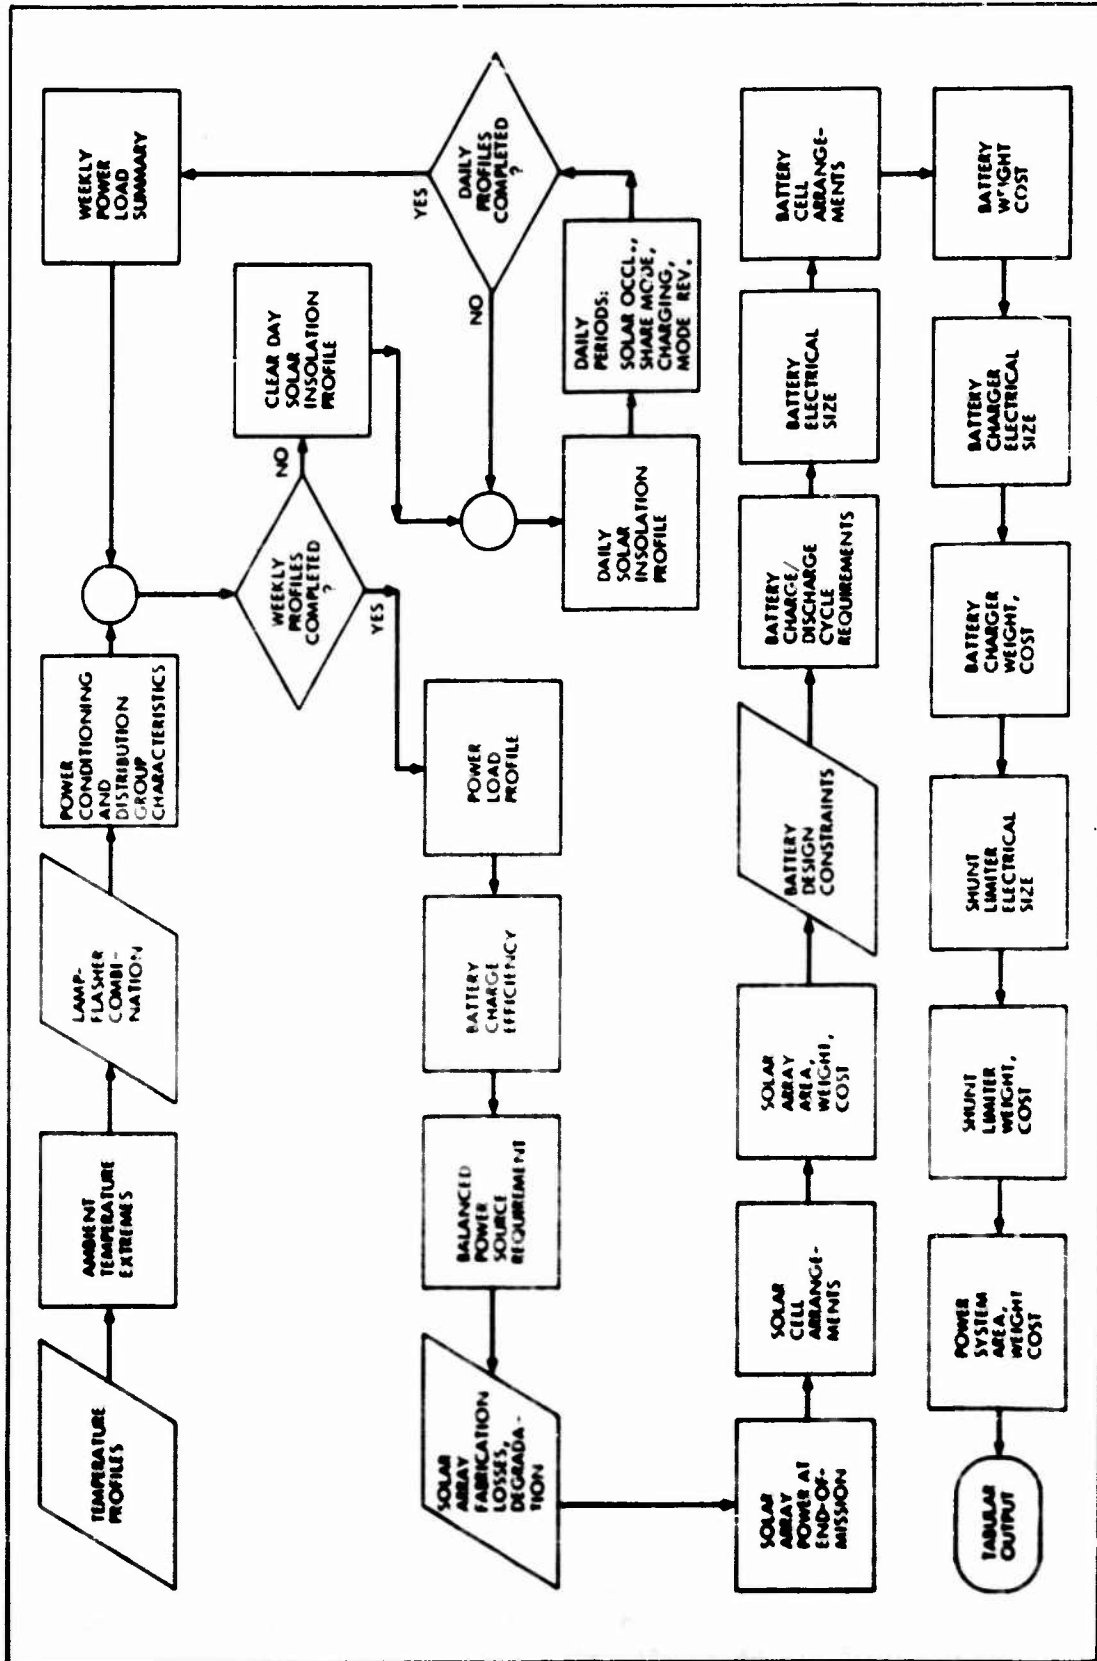 TEMPERATURE
PROFILES
AMBIENT
TEMPERATURE
EXTREMES
LAMP-
FLASHER
COMBI-
NATION
POWER
CONDITIONING
AND
DISTRIBUTION
GROUP
CHARACTERISTICS
WEEKLY
POWER
LOAD
SUMMARY
WEEKLY
PROFILES
COMPLETED
?
NO
YES
CLEAR DAY
SOLAR
INSOLATION
PROFILE
DAILY
PROFILES
COMPLETED
?
YES
NO
DAILY
SOLAR
INSOLATION
PROFILE
DAILY
PERIODS:
SOLAR OCCL.,
SHARE MODE,
CHARGING,
MODE REV.
POWER
LOAD
PROFILE
BATTERY
CHARGE
EFFICIENCY
BALANCED
POWER
SOURCE
REQUIREMENT
SOLAR
ARRAY
FABRICATION
LOSSES,
DEGRADA-
TION
SOLAR
ARRAY
POWER AT
END-OF-
MISSION
SOLAR
CELL
ARRANGE-
MENTS
SOLAR
ARRAY
AREA,
WEIGHT,
COST
BATTERY
DESIGN
CONSTRAINTS
BATTERY
CHARGE/
DISCHARGE
CYCLE
REQUIREMENTS
BATTERY
ELECTRICAL
SIZE
BATTERY
CELL
ARRANGE-
MENTS
BATTERY
WEIGHT
COST
BATTERY
CHARGER
ELECTRICAL
SIZE
BATTERY
CHARGER
WEIGHT,
COST
SHUNT
LIMITER
ELECTRICAL
SIZE
SHUNT
LIMITER
WEIGHT,
COST
POWER
SYSTEM
AREA,
WEIGHT
COST
TABULAR
OUTPUT